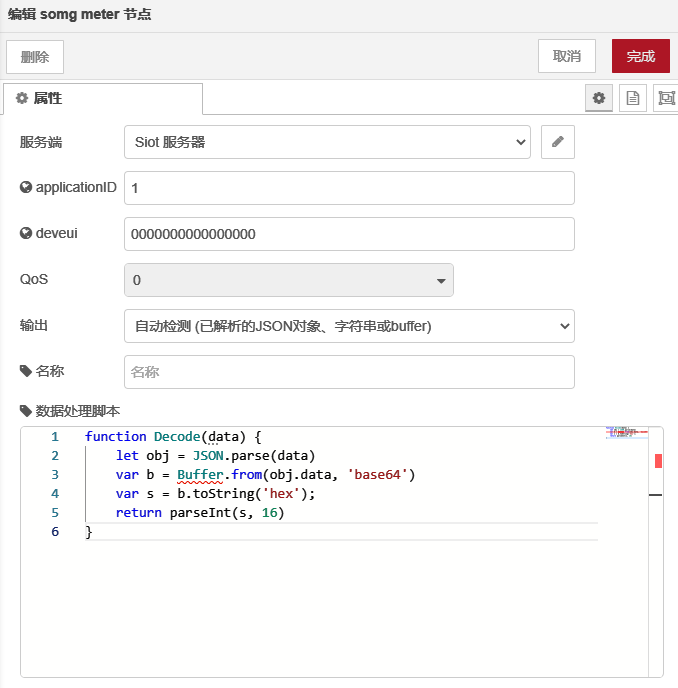 编辑 somg meter 节点
删除 取消 完成
属性
服务端 Siot 服务器
applicationID 1
deveui 0000000000000000
QoS 0
输出 自动检测 (已解析的JSON对象、字符串或buffer)
名称 名称
数据处理脚本
1 function Decode(data) {
2 let obj = JSON.parse(data)
3 var b = Buffer.from(obj.data, 'base64')
4 var s = b.toString('hex');
5 return parseInt(s, 16)
6 }